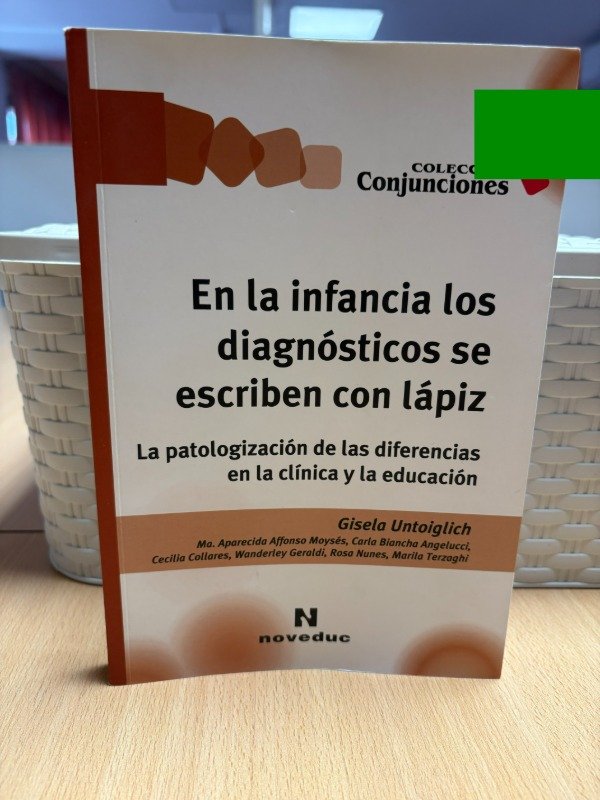 Conjunciones
En la infancia los
diagnósticos se
escriben con lápiz
La patologización de las diferencias
en la clínica y la educación
Gisela Untoiglich
Ma. Aparecida Affonso Moysés, Carla Biancha Angelucci,
Cecilia Collares, Wanderley Geraldi, Rosa Nunes, Marila Terzaghi
N
noveduc